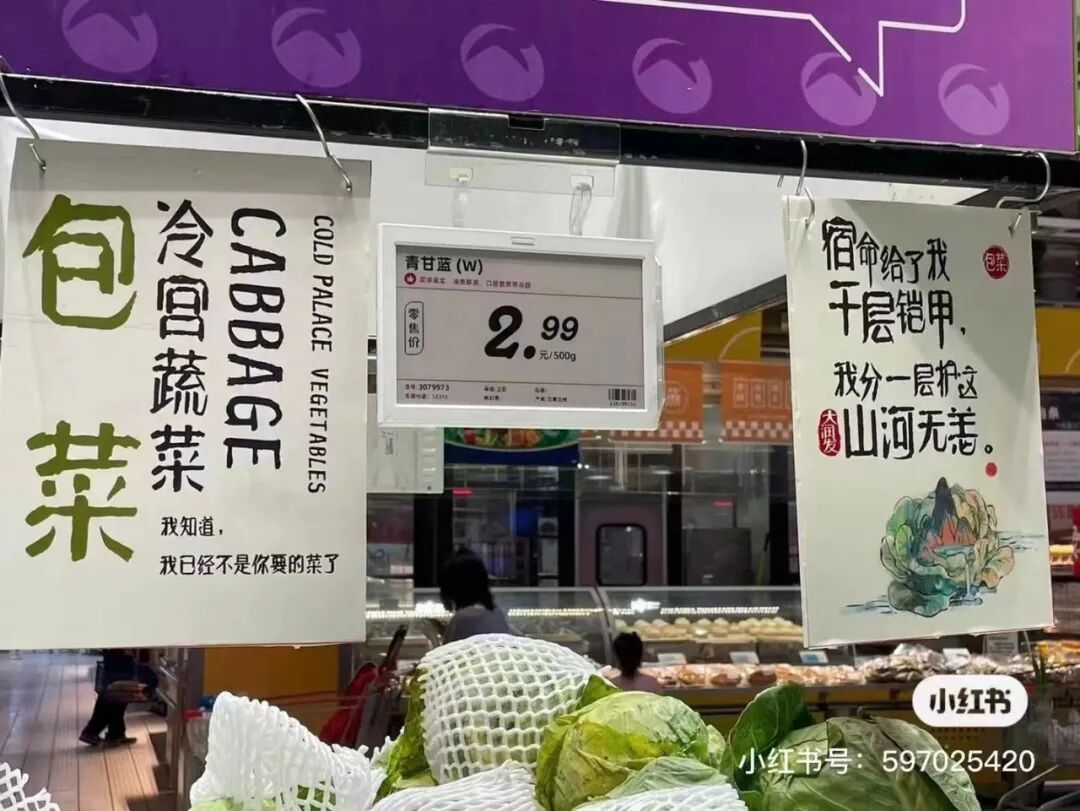 包菜
冷宫蔬菜
CABBAGE
COLD PALACE VEGETABLES
我知道，
我已经不是你要的菜了
青甘蓝(W)
零售价
2.99
元/500g
3079973
宿命给了我
千层铠甲，
我分一层护这
山河无恙。
包菜
大润发
小红书
小红书号：597025420